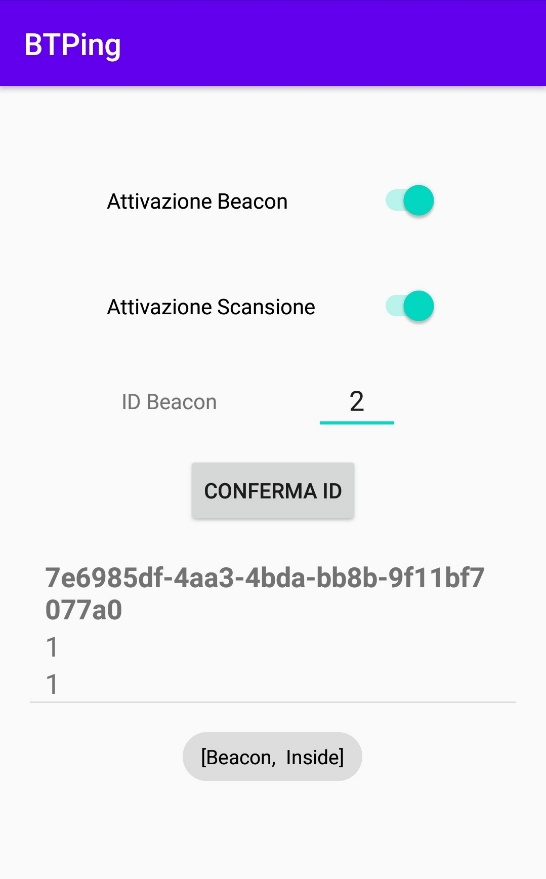 BTPing
Attivazione Beacon
Attivazione Scansione
ID Beacon 2
CONFERMA ID
7e6985df-4aa3-4bda-bb8b-9f11bf7
077a0
1
1
[Beacon,  Inside]